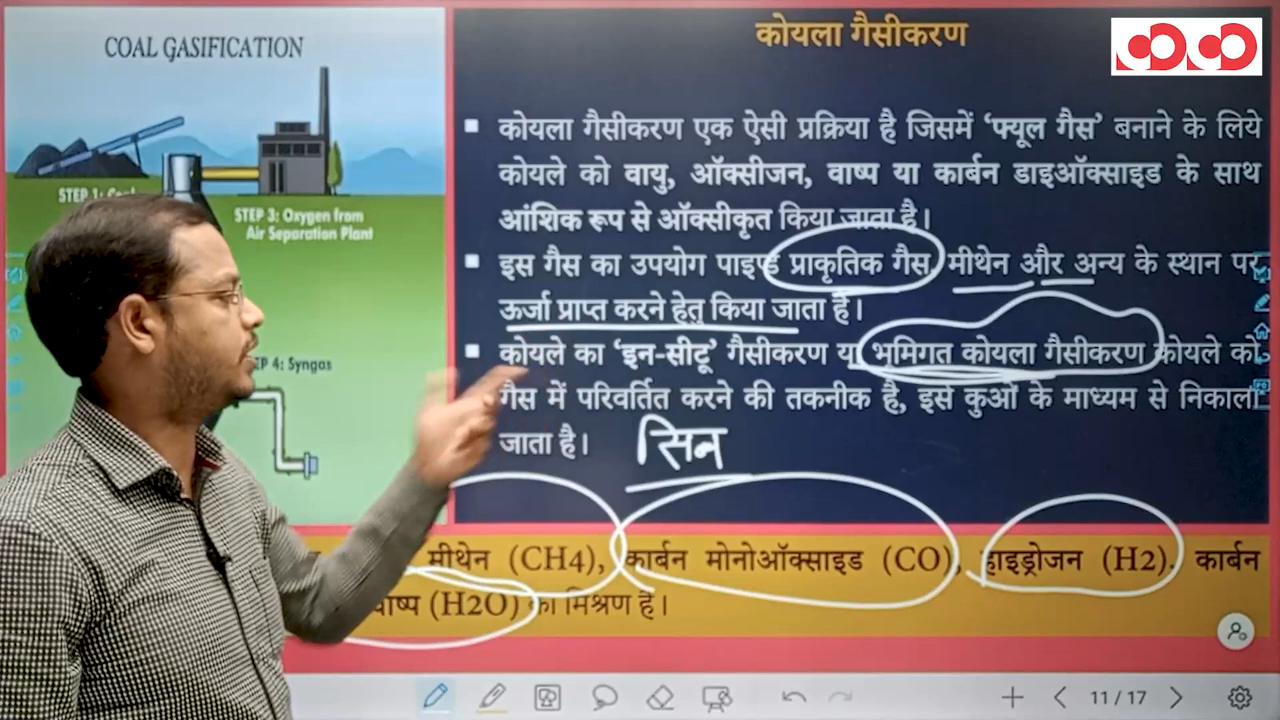 COAL GASIFICATION
STEP 1: Coal
STEP 3: Oxygen from
Air Separation Plant
STEP 4: Syngas
कोयला गैसीकरण
▪ कोयला गैसीकरण एक ऐसी प्रक्रिया है जिसमें ‘फ्यूल गैस’ बनाने के लिये
कोयले को वायु, ऑक्सीजन, वाष्प या कार्बन डाइऑक्साइड के साथ
आंशिक रूप से ऑक्सीकृत किया जाता है।
▪ इस गैस का उपयोग पाइप्ड प्राकृतिक गैस, मीथेन और अन्य के स्थान पर
ऊर्जा प्राप्त करने हेतु किया जाता है।
▪ कोयले का ‘इन-सीटू’ गैसीकरण या भूमिगत कोयला गैसीकरण कोयले को
गैस में परिवर्तित करने की तकनीक है, इसे कुओं के माध्यम से निकाला
जाता है।
सिन
मीथेन (CH4), कार्बन मोनोऑक्साइड (CO), हाइड्रोजन (H2), कार्बन
वाष्प (H2O) का मिश्रण है।
11 / 17